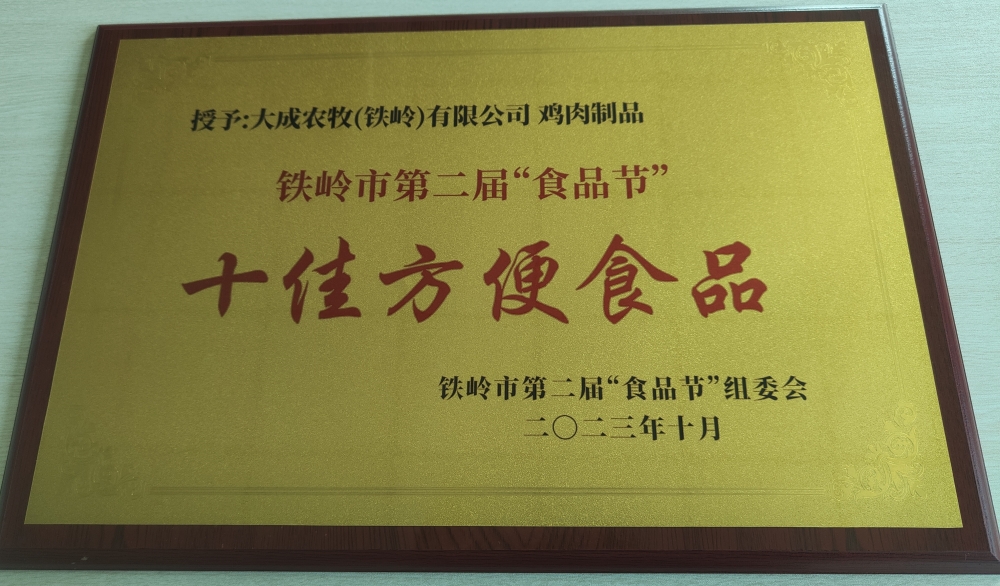 授予:大成农牧(铁岭)有限公司 鸡肉制品
铁岭市第二届“食品节”
十佳方便食品
铁岭市第二届“食品节”组委会
二〇二三年十月